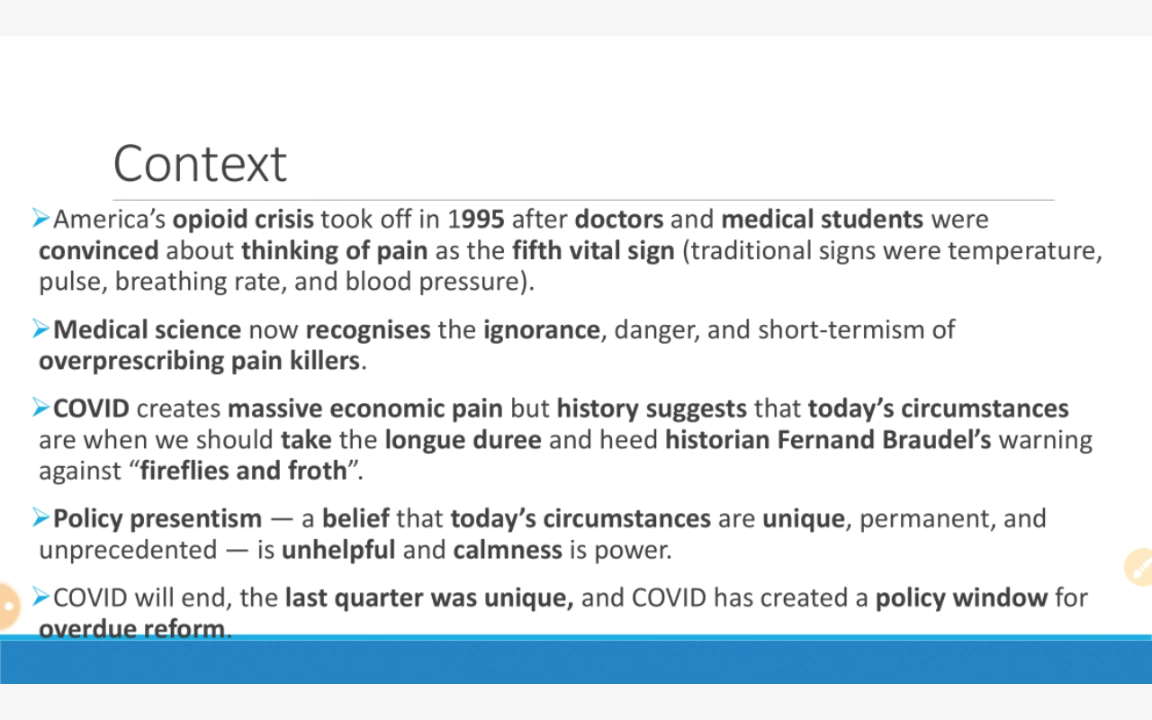 Context
➢America’s opioid crisis took off in 1995 after doctors and medical students were
convinced about thinking of pain as the fifth vital sign (traditional signs were temperature,
pulse, breathing rate, and blood pressure).
➢Medical science now recognises the ignorance, danger, and short-termism of
overprescribing pain killers.
➢COVID creates massive economic pain but history suggests that today’s circumstances
are when we should take the longue duree and heed historian Fernand Braudel’s warning
against “fireflies and froth”.
➢Policy presentism — a belief that today’s circumstances are unique, permanent, and
unprecedented — is unhelpful and calmness is power.
➢COVID will end, the last quarter was unique, and COVID has created a policy window for
overdue reform.